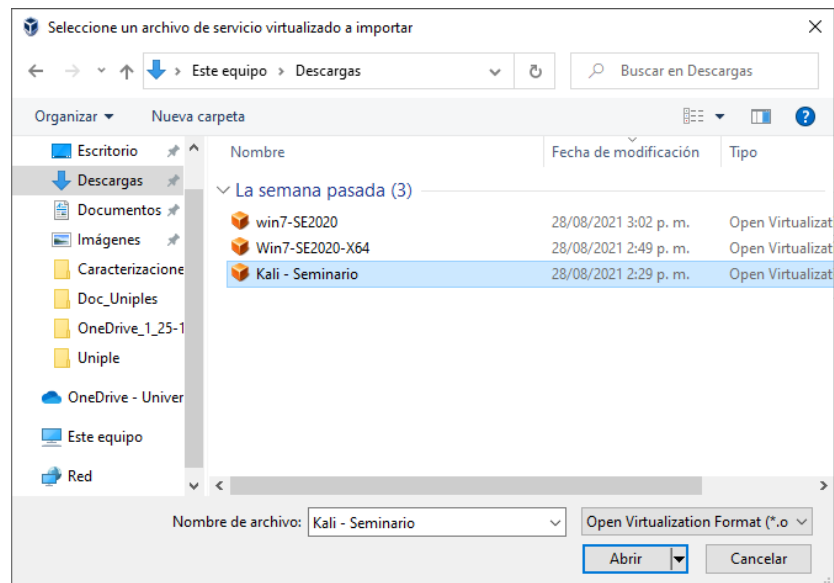 Seleccione un archivo de servicio virtualizado a importar
Este equipo > Descargas
Buscar en Descargas
Organizar
Nueva carpeta
Escritorio
Descargas
Documentos
Imágenes
Caracterizacione
Doc_Uniples
OneDrive_1_25-1
Uniple
OneDrive - Univer
Este equipo
Red
Nombre Fecha de modificación Tipo
La semana pasada (3)
win7-SE2020 28/08/2021 3:02 p. m. Open Virtualizat
Win7-SE2020-X64 28/08/2021 2:49 p. m. Open Virtualizat
Kali - Seminario 28/08/2021 2:29 p. m. Open Virtualizat
Nombre de archivo: Kali - Seminario
Open Virtualization Format (*.o
Abrir Cancelar